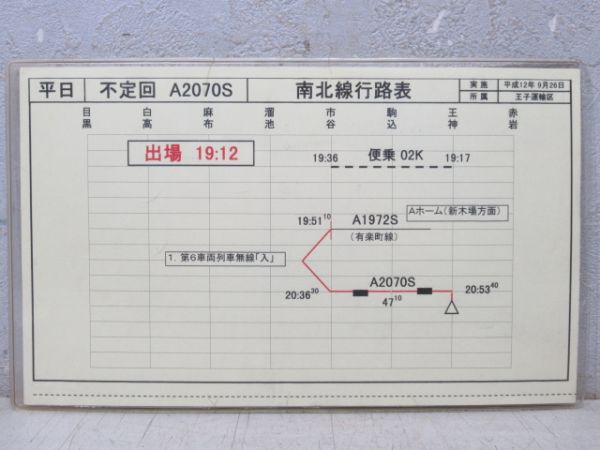 平日 不定回 A2070S 南北線行路表 実施 平成12年 9月26日
所属 王子運輸区
目黒 白高 麻布 溜池 市谷 駒込 王神 赤岩
出場 19:12
19:36 便乗 02K 19:17
Aホーム(新木場方面)
19:51 10 A1972S
(有楽町線)
1. 第6車両列車無線「入」
A2070S
20:36 30 47 10 20:53 40